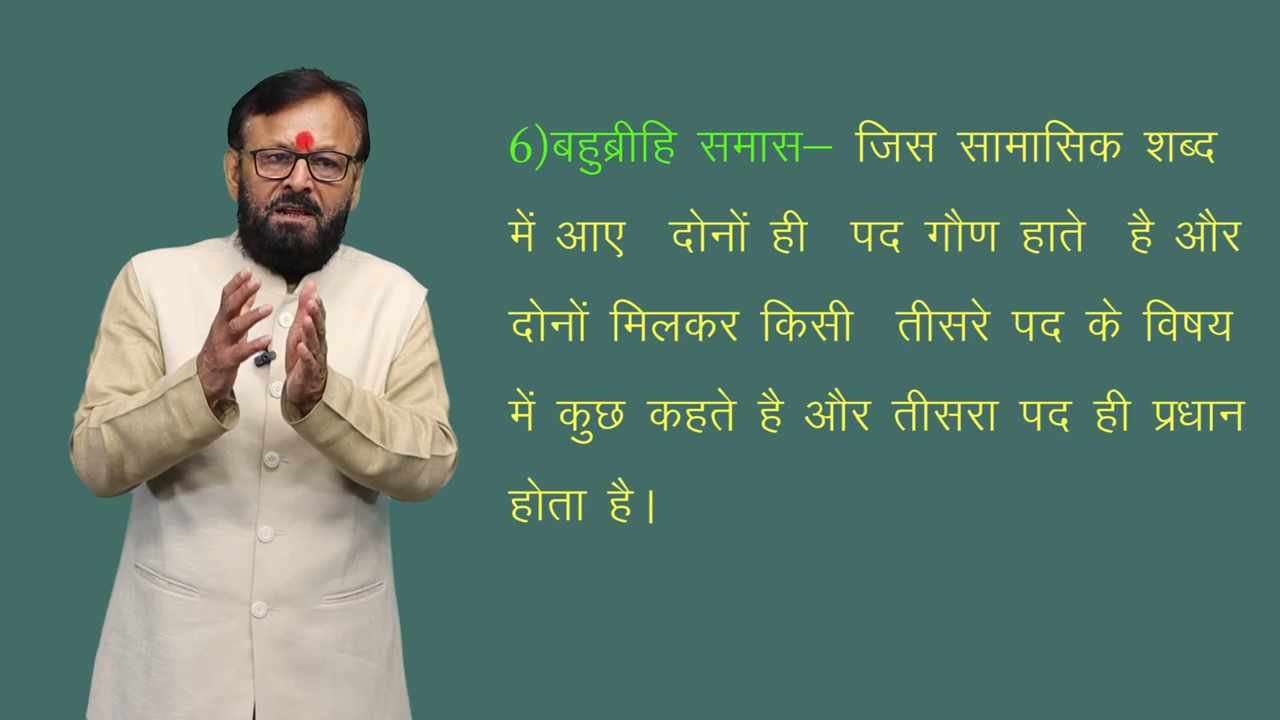 6)बहुब्रीहि समास– जिस सामासिक शब्द
में आए दोनों ही पद गौण हाते है और
दोनों मिलकर किसी तीसरे पद के विषय
में कुछ कहते है और तीसरा पद ही प्रधान
होता है।